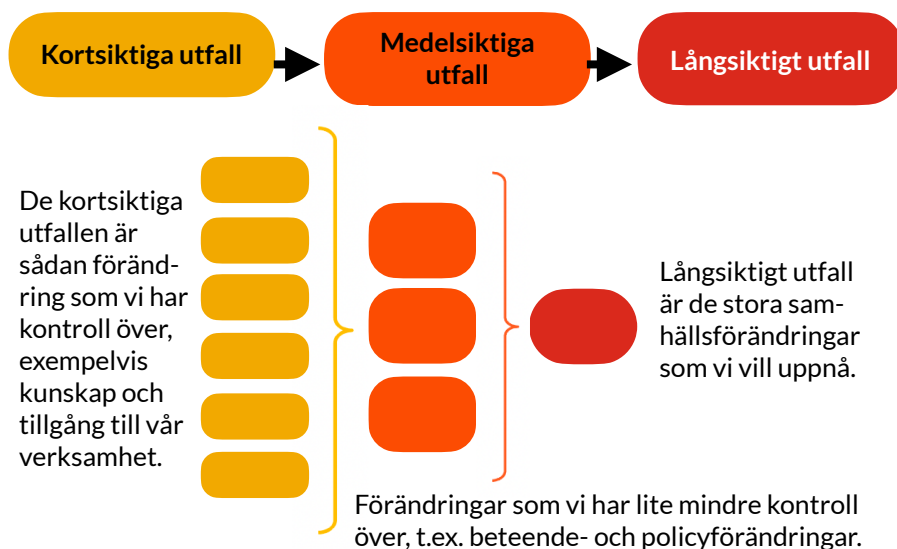 Kortsiktiga utfall
Medelsiktiga
utfall
Långsiktigt utfall
De kortsiktiga
utfallen är
sådan föränd-
ring som vi har
kontroll över,
exempelvis
kunskap och
tillgång till vår
verksamhet.
Långsiktigt utfall
är de stora sam-
hällsförändringar
som vi vill uppnå.
Förändringar som vi har lite mindre kontroll
över, t.ex. beteende- och policyförändringar.